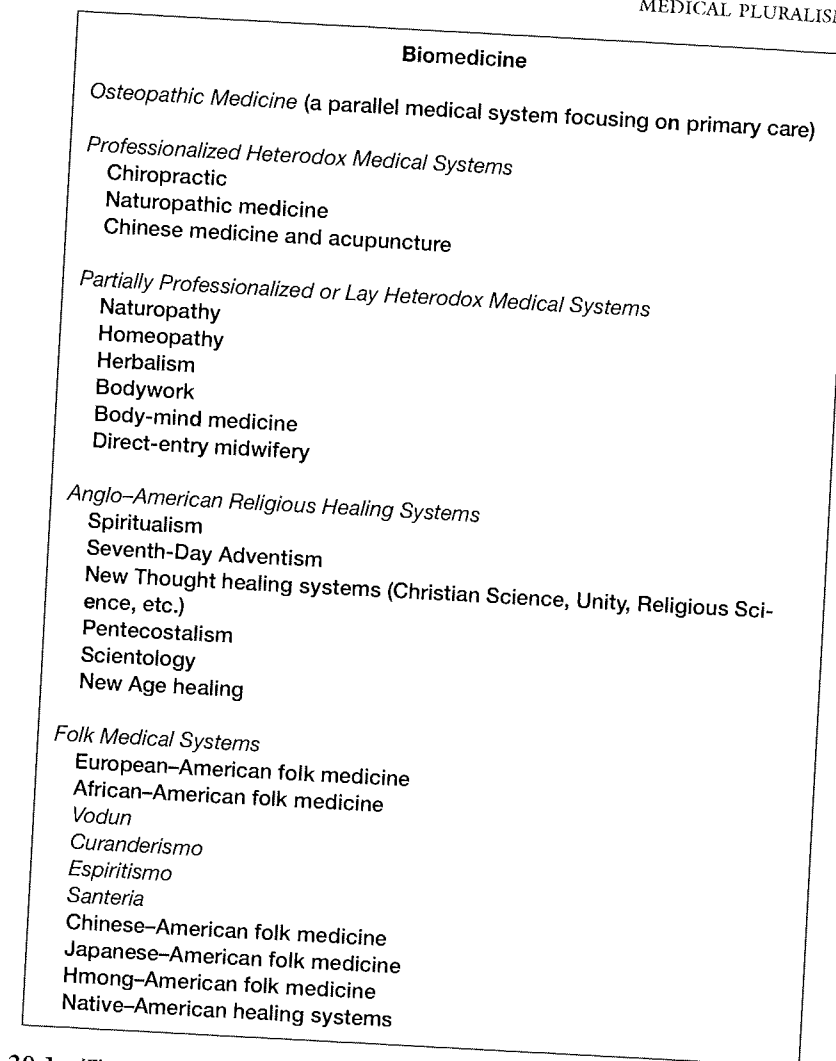 MEDICAL PLURALISM
Biomedicine
Osteopathic Medicine (a parallel medical system focusing on primary care)
Professionalized Heterodox Medical Systems
Chiropractic
Naturopathic medicine
Chinese medicine and acupuncture
Partially Professionalized or Lay Heterodox Medical Systems
Naturopathy
Homeopathy
Herbalism
Bodywork
Body-mind medicine
Direct-entry midwifery
Anglo–American Religious Healing Systems
Spiritualism
Seventh-Day Adventism
New Thought healing systems (Christian Science, Unity, Religious Sci-
ence, etc.)
Pentecostalism
Scientology
New Age healing
Folk Medical Systems
European–American folk medicine
African–American folk medicine
Vodun
Curanderismo
Espiritismo
Santeria
Chinese–American folk medicine
Japanese–American folk medicine
Hmong–American folk medicine
Native–American healing systems